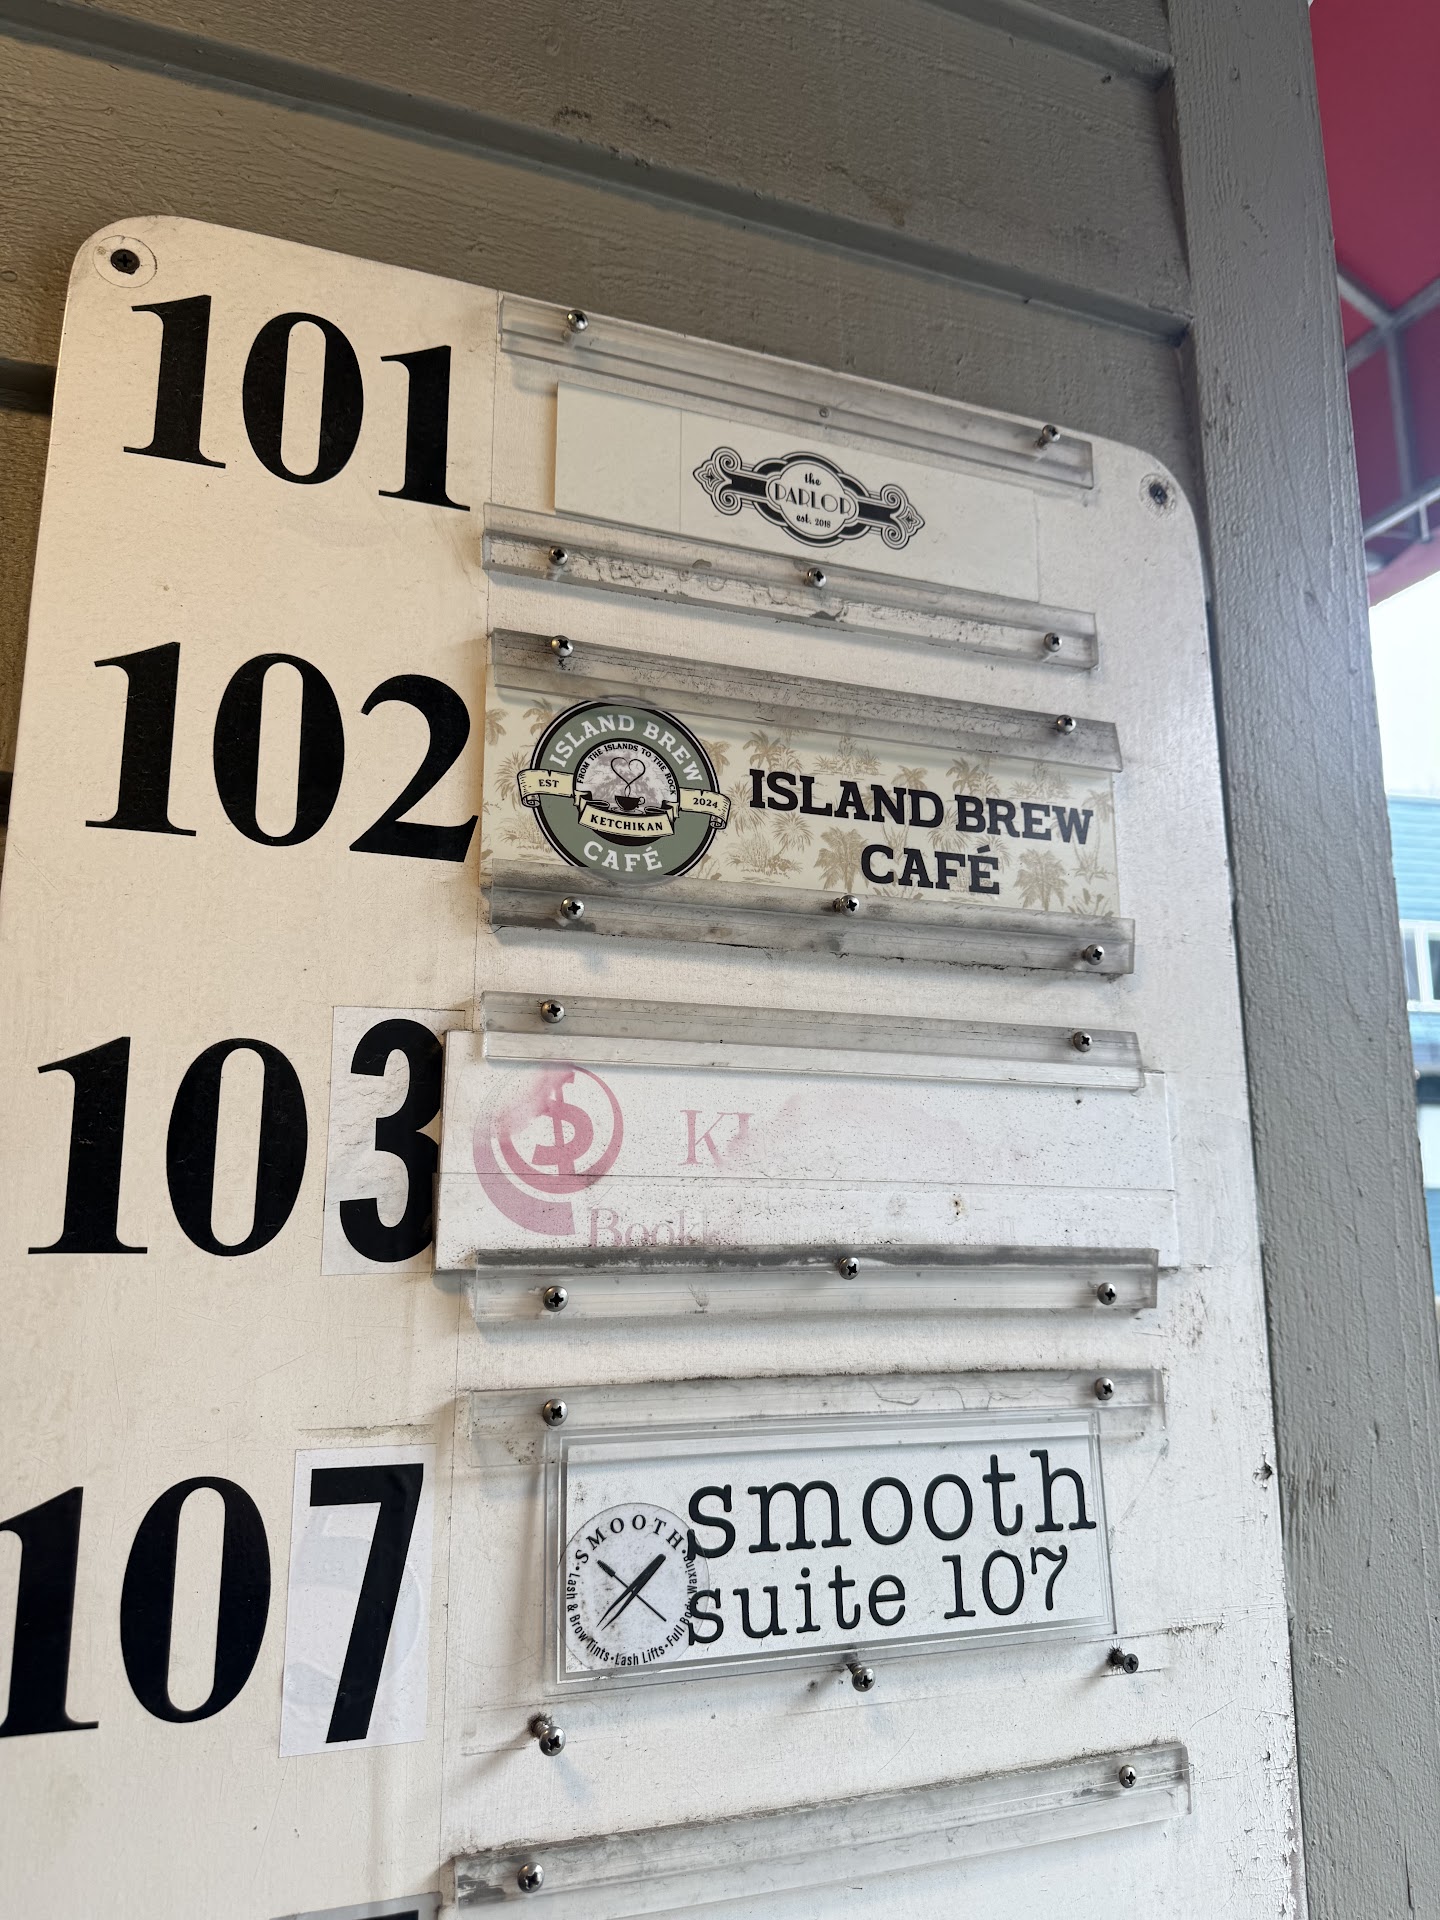 101
the
PARLOR
est. 2018
102
ISLAND BREW
FROM THE ISLANDS TO THE ROCK
EST 2024
KETCHIKAN
CAFÉ
ISLAND BREW
CAFÉ
103
$
107
SMOOTH
•Lash & Brow Tints•Lash Lifts•Full Body Waxing•
smooth
suite 107